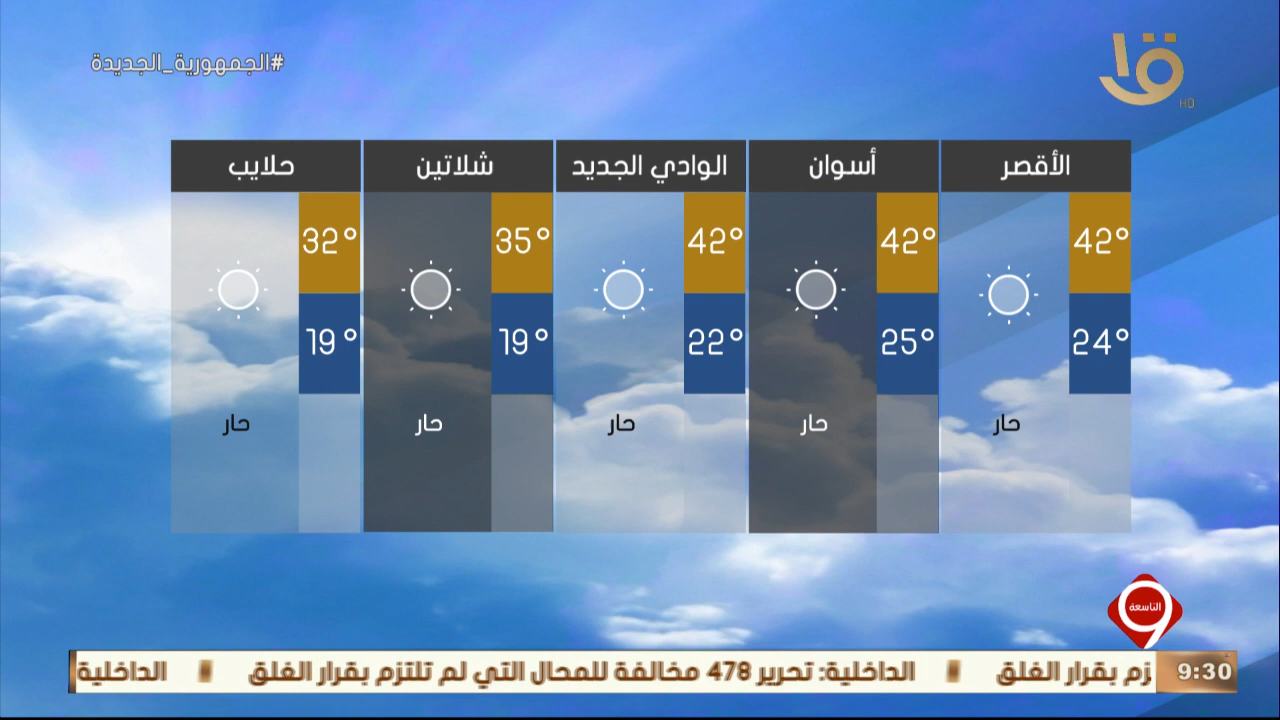 #الجمهورية_الجديدة
HD
الأقصر
42°
24°
حار
أسوان
42°
25°
حار
الوادي الجديد
42°
22°
حار
شلاتين
35°
19°
حار
حلايب
32°
19°
حار
التاسعة
9
9:30
زم بقرار الغلق ■ الداخلية: تحرير 478 مخالفة للمحال التي لم تلتزم بقرار الغلق ■ الداخلية